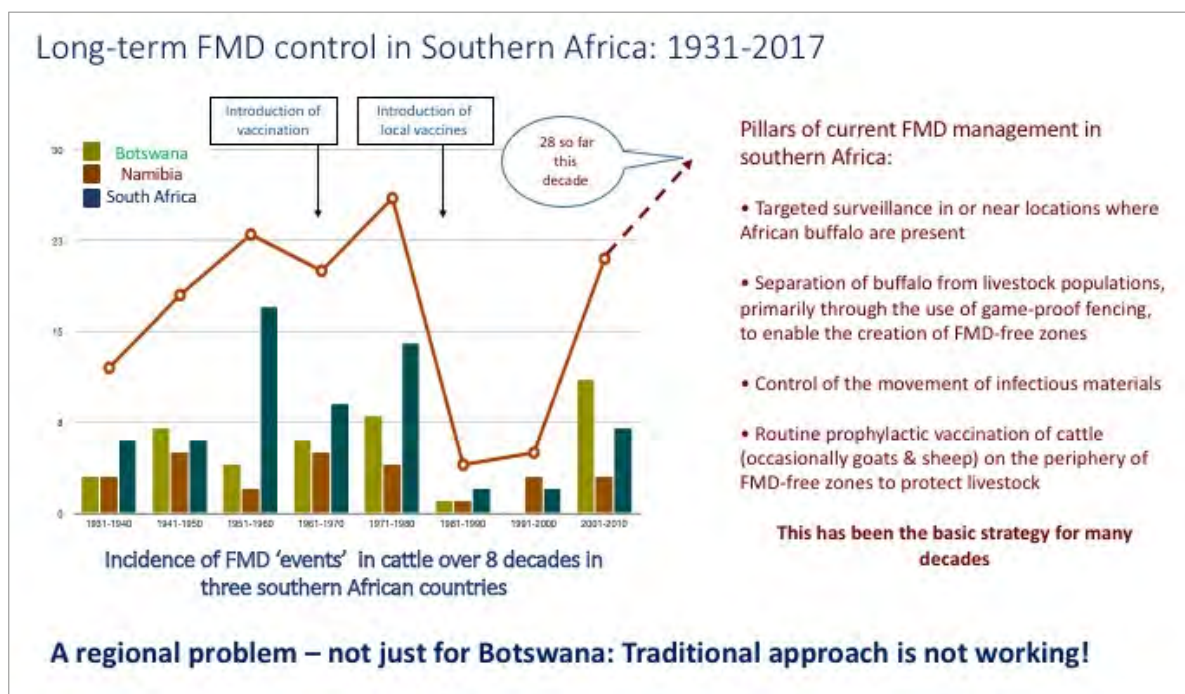 Long-term FMD control in Southern Africa: 1931-2017
Introduction of
vaccination
Introduction of
local vaccines
28 so far
this
decade
30
23
15
8
0
Botswana
Namibia
South Africa
1931-1940
1941-1950
1951-1960
1961-1970
1971-1980
1981-1990
1991-2000
2001-2010
Incidence of FMD ‘events’ in cattle over 8 decades in
three southern African countries
Pillars of current FMD management in
southern Africa:
• Targeted surveillance in or near locations where
African buffalo are present
• Separation of buffalo from livestock populations,
primarily through the use of game-proof fencing,
to enable the creation of FMD-free zones
• Control of the movement of infectious materials
• Routine prophylactic vaccination of cattle
(occasionally goats & sheep) on the periphery of
FMD-free zones to protect livestock
This has been the basic strategy for many
decades
A regional problem – not just for Botswana: Traditional approach is not working!